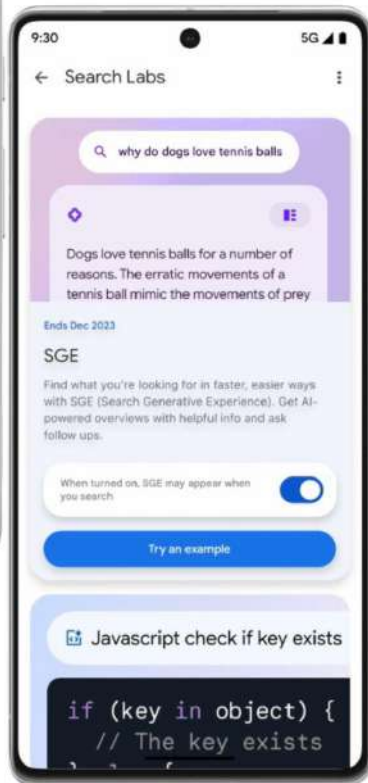 9:30
5G
Search Labs
why do dogs love tennis balls
Dogs love tennis balls for a number of
reasons. The erratic movements of a
tennis ball mimic the movements of prey
Ends Dec 2023
SGE
Find what you're looking for in faster, easier ways
with SGE (Search Generative Experience). Get AI-
powered overviews with helpful info and ask
follow ups.
When turned on, SGE may appear when
you search
Try an example
Javascript check if key exists
if (key in object) {
// The key exists